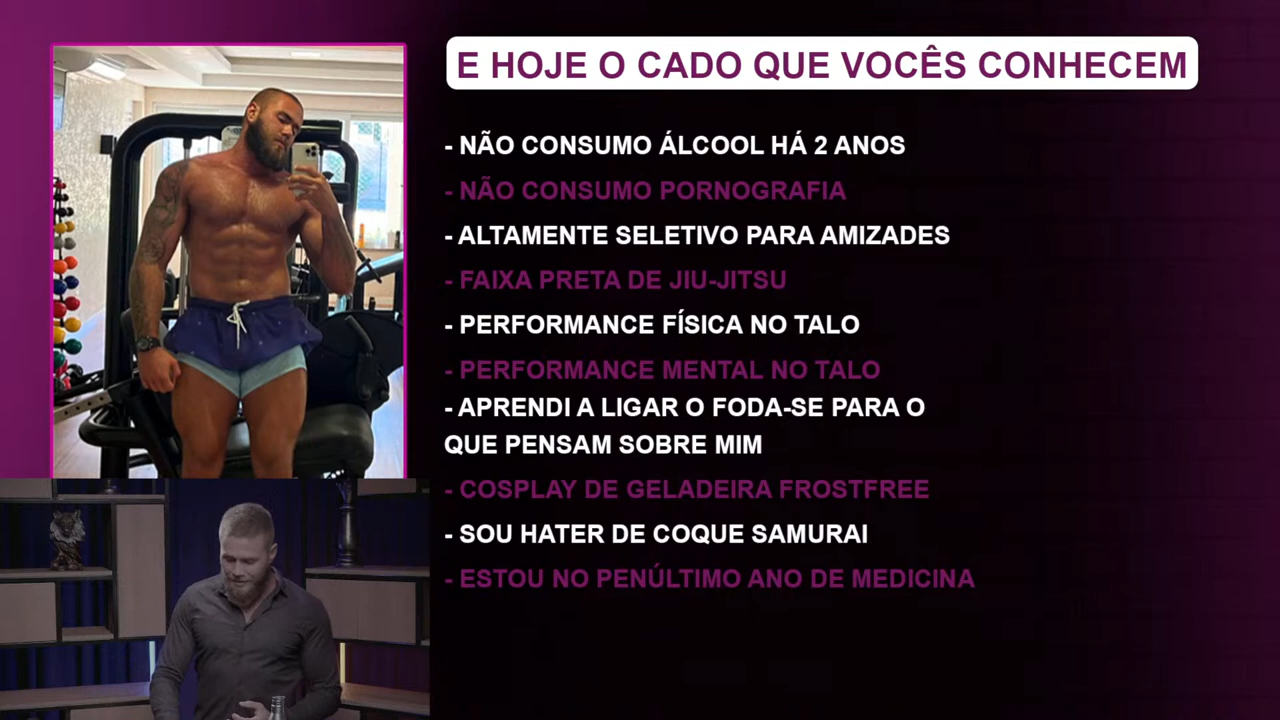 E HOJE O CADO QUE VOCÊS CONHECEM
- NÃO CONSUMO ÁLCOOL HÁ 2 ANOS
- NÃO CONSUMO PORNOGRAFIA
- ALTAMENTE SELETIVO PARA AMIZADES
- FAIXA PRETA DE JIU-JITSU
- PERFORMANCE FÍSICA NO TALO
- PERFORMANCE MENTAL NO TALO
- APRENDI A LIGAR O FODA-SE PARA O
QUE PENSAM SOBRE MIM
- COSPLAY DE GELADEIRA FROSTFREE
- SOU HATER DE COQUE SAMURAI
- ESTOU NO PENÚLTIMO ANO DE MEDICINA